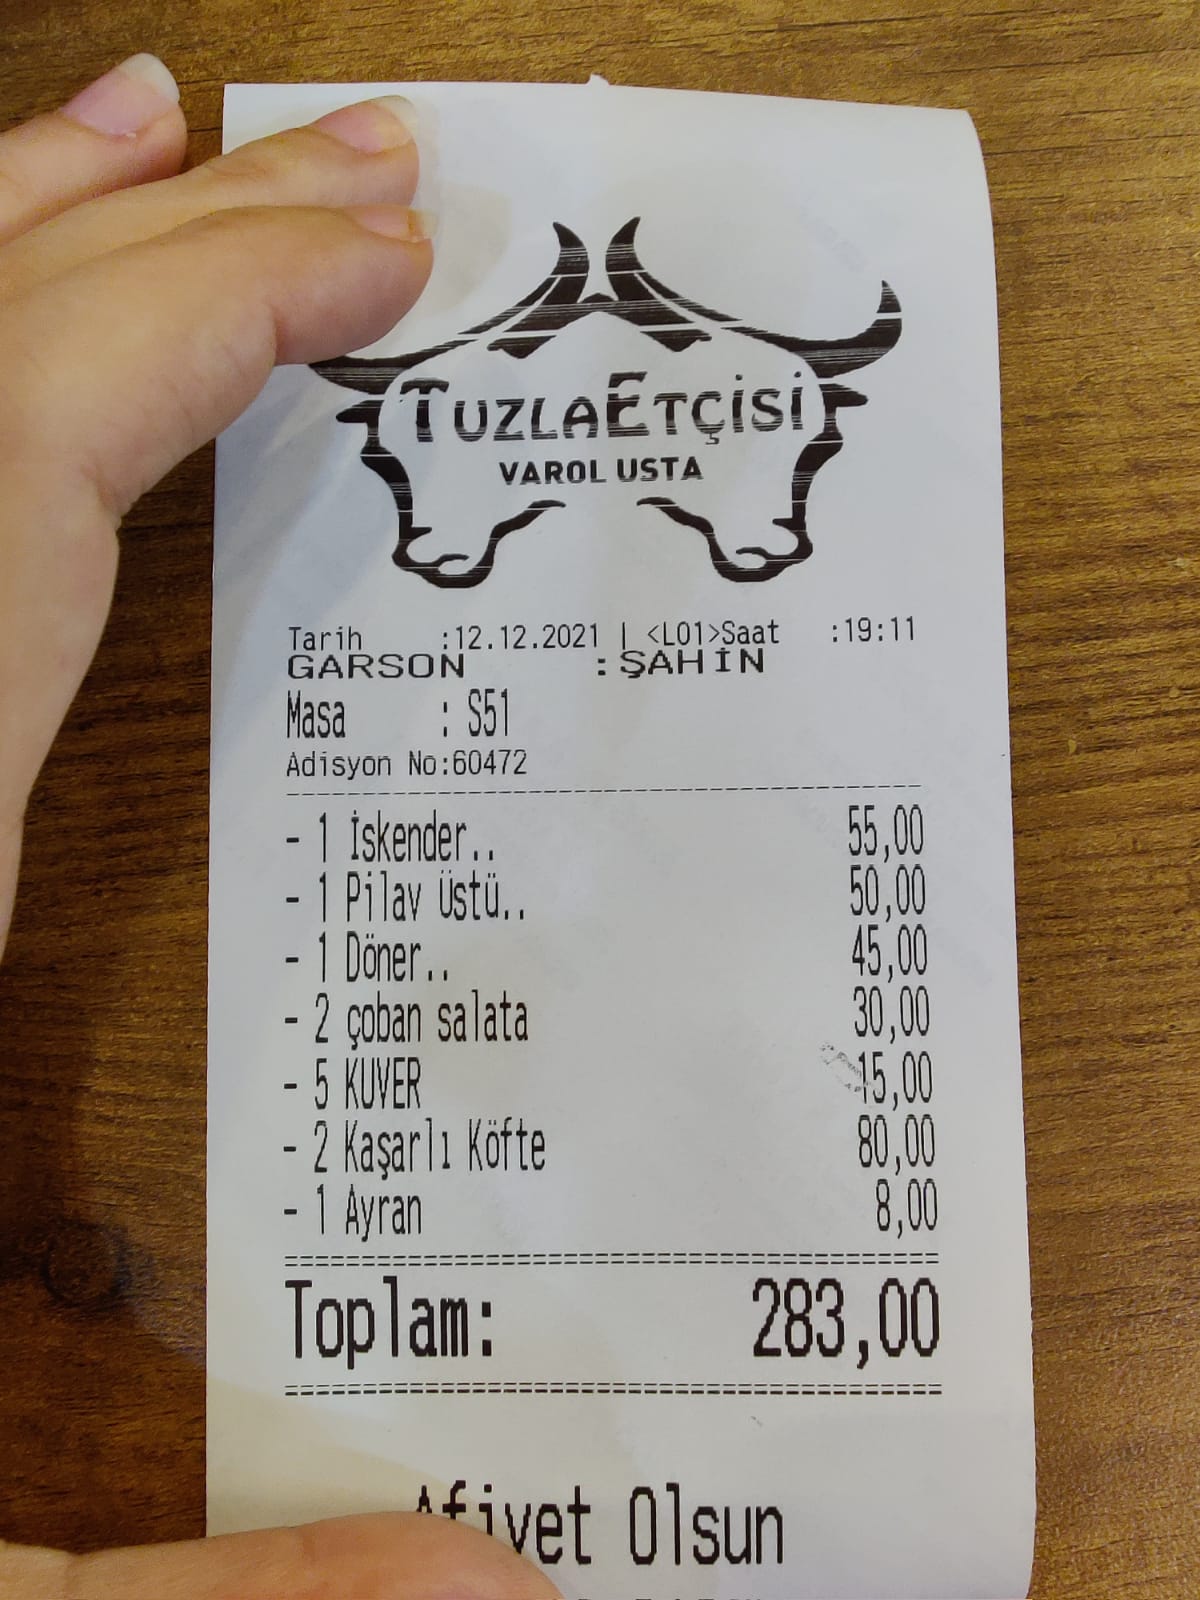 TUZLAETÇİSİ
VAROL USTA
Tarih :12.12.2021 | <L01>Saat :19:11
GARSON :ŞAHİN
Masa : S51
Adisyon No:60472
- 1 İskender.. 55,00
- 1 Pilav Üstü.. 50,00
- 1 Döner.. 45,00
- 2 çoban salata 30,00
- 5 KUVER 15,00
- 2 Kaşarlı Köfte 80,00
- 1 Ayran 8,00
Toplam: 283,00
Afiyet Olsun